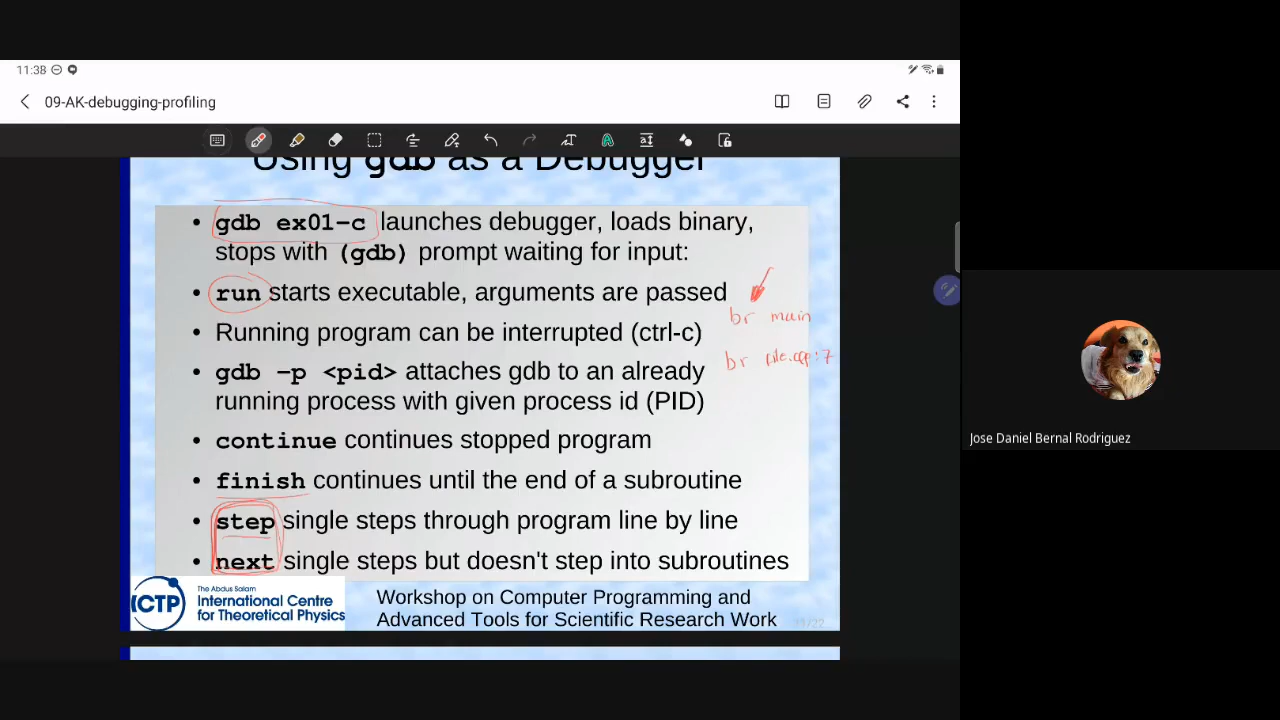 11:38
09-AK-debugging-profiling
Using gdb as a Debugger
• gdb ex01-c launches debugger, loads binary,
stops with (gdb) prompt waiting for input:
• run starts executable, arguments are passed
br main
• Running program can be interrupted (ctrl-c)
br file.cpp:7
• gdb -p <pid> attaches gdb to an already
running process with given process id (PID)
• continue continues stopped program
• finish continues until the end of a subroutine
• step single steps through program line by line
• next single steps but doesn't step into subroutines
ICTP
The Abdus Salam
International Centre
for Theoretical Physics
Workshop on Computer Programming and
Advanced Tools for Scientific Research Work
Jose Daniel Bernal Rodriguez